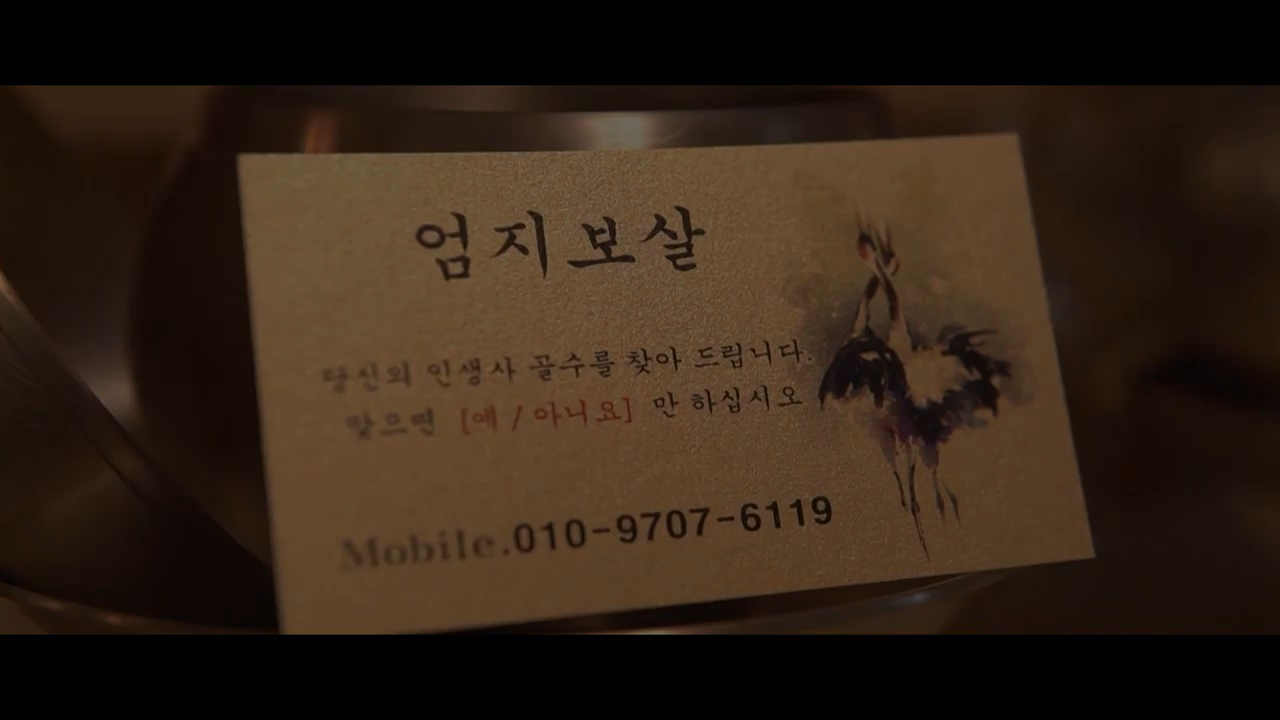 엄지보살
당신의 인생사 골수를 찾아 드립니다.
맞으면 [예 / 아니요] 만 하십시오
Mobile.010-9707-6119